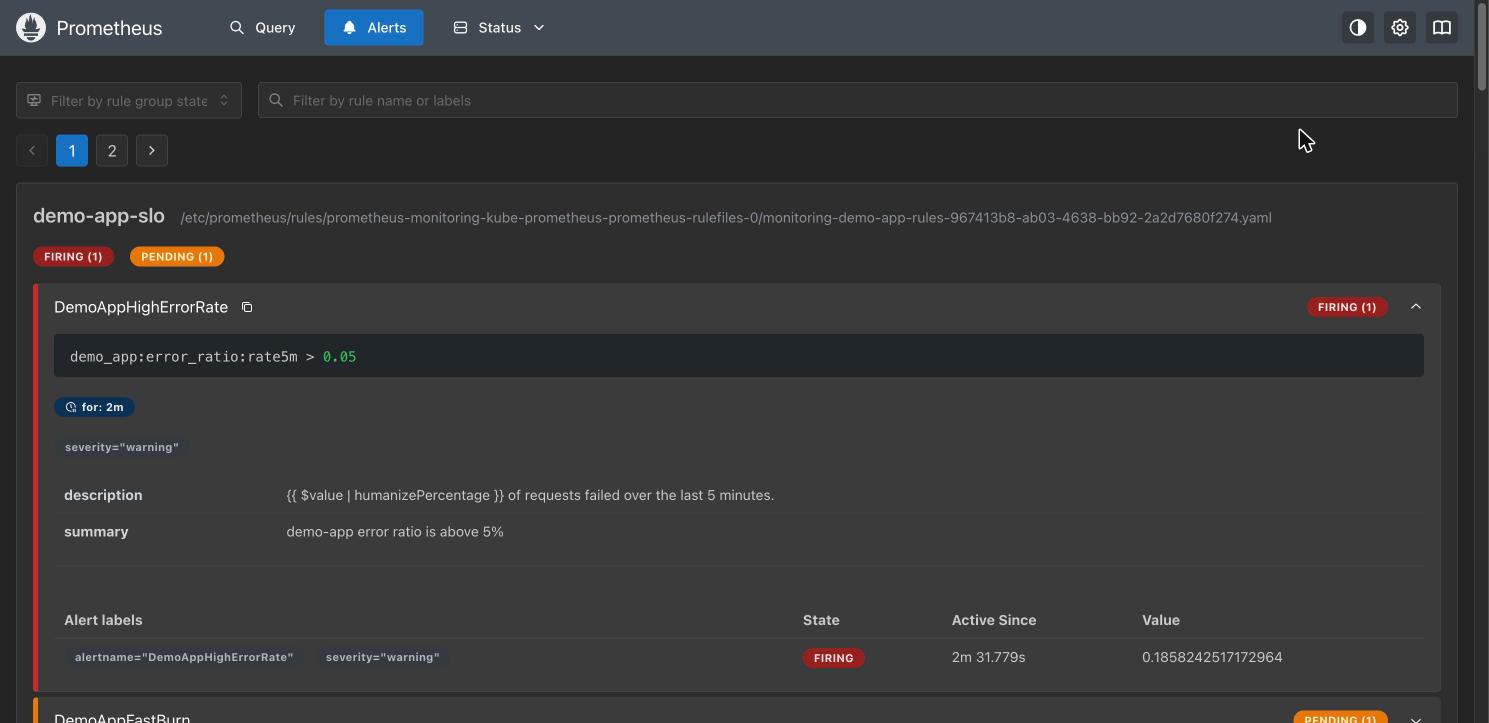 Prometheus Query Alerts Status
Filter by rule group state Filter by rule name or labels
1 2
demo-app-slo /etc/prometheus/rules/prometheus-monitoring-kube-prometheus-prometheus-rulefiles-0/monitoring-demo-app-rules-967413b8-ab03-4638-bb92-2a2d7680f274.yaml
FIRING (1) PENDING (1)
DemoAppHighErrorRate FIRING (1)
demo_app:error_ratio:rate5m > 0.05
for: 2m
severity="warning"
description {{ $value | humanizePercentage }} of requests failed over the last 5 minutes.
summary demo-app error ratio is above 5%
Alert labels State Active Since Value
alertname="DemoAppHighErrorRate" severity="warning" FIRING 2m 31.779s 0.1858242517172964
DemoAppFastBurn PENDING (1)